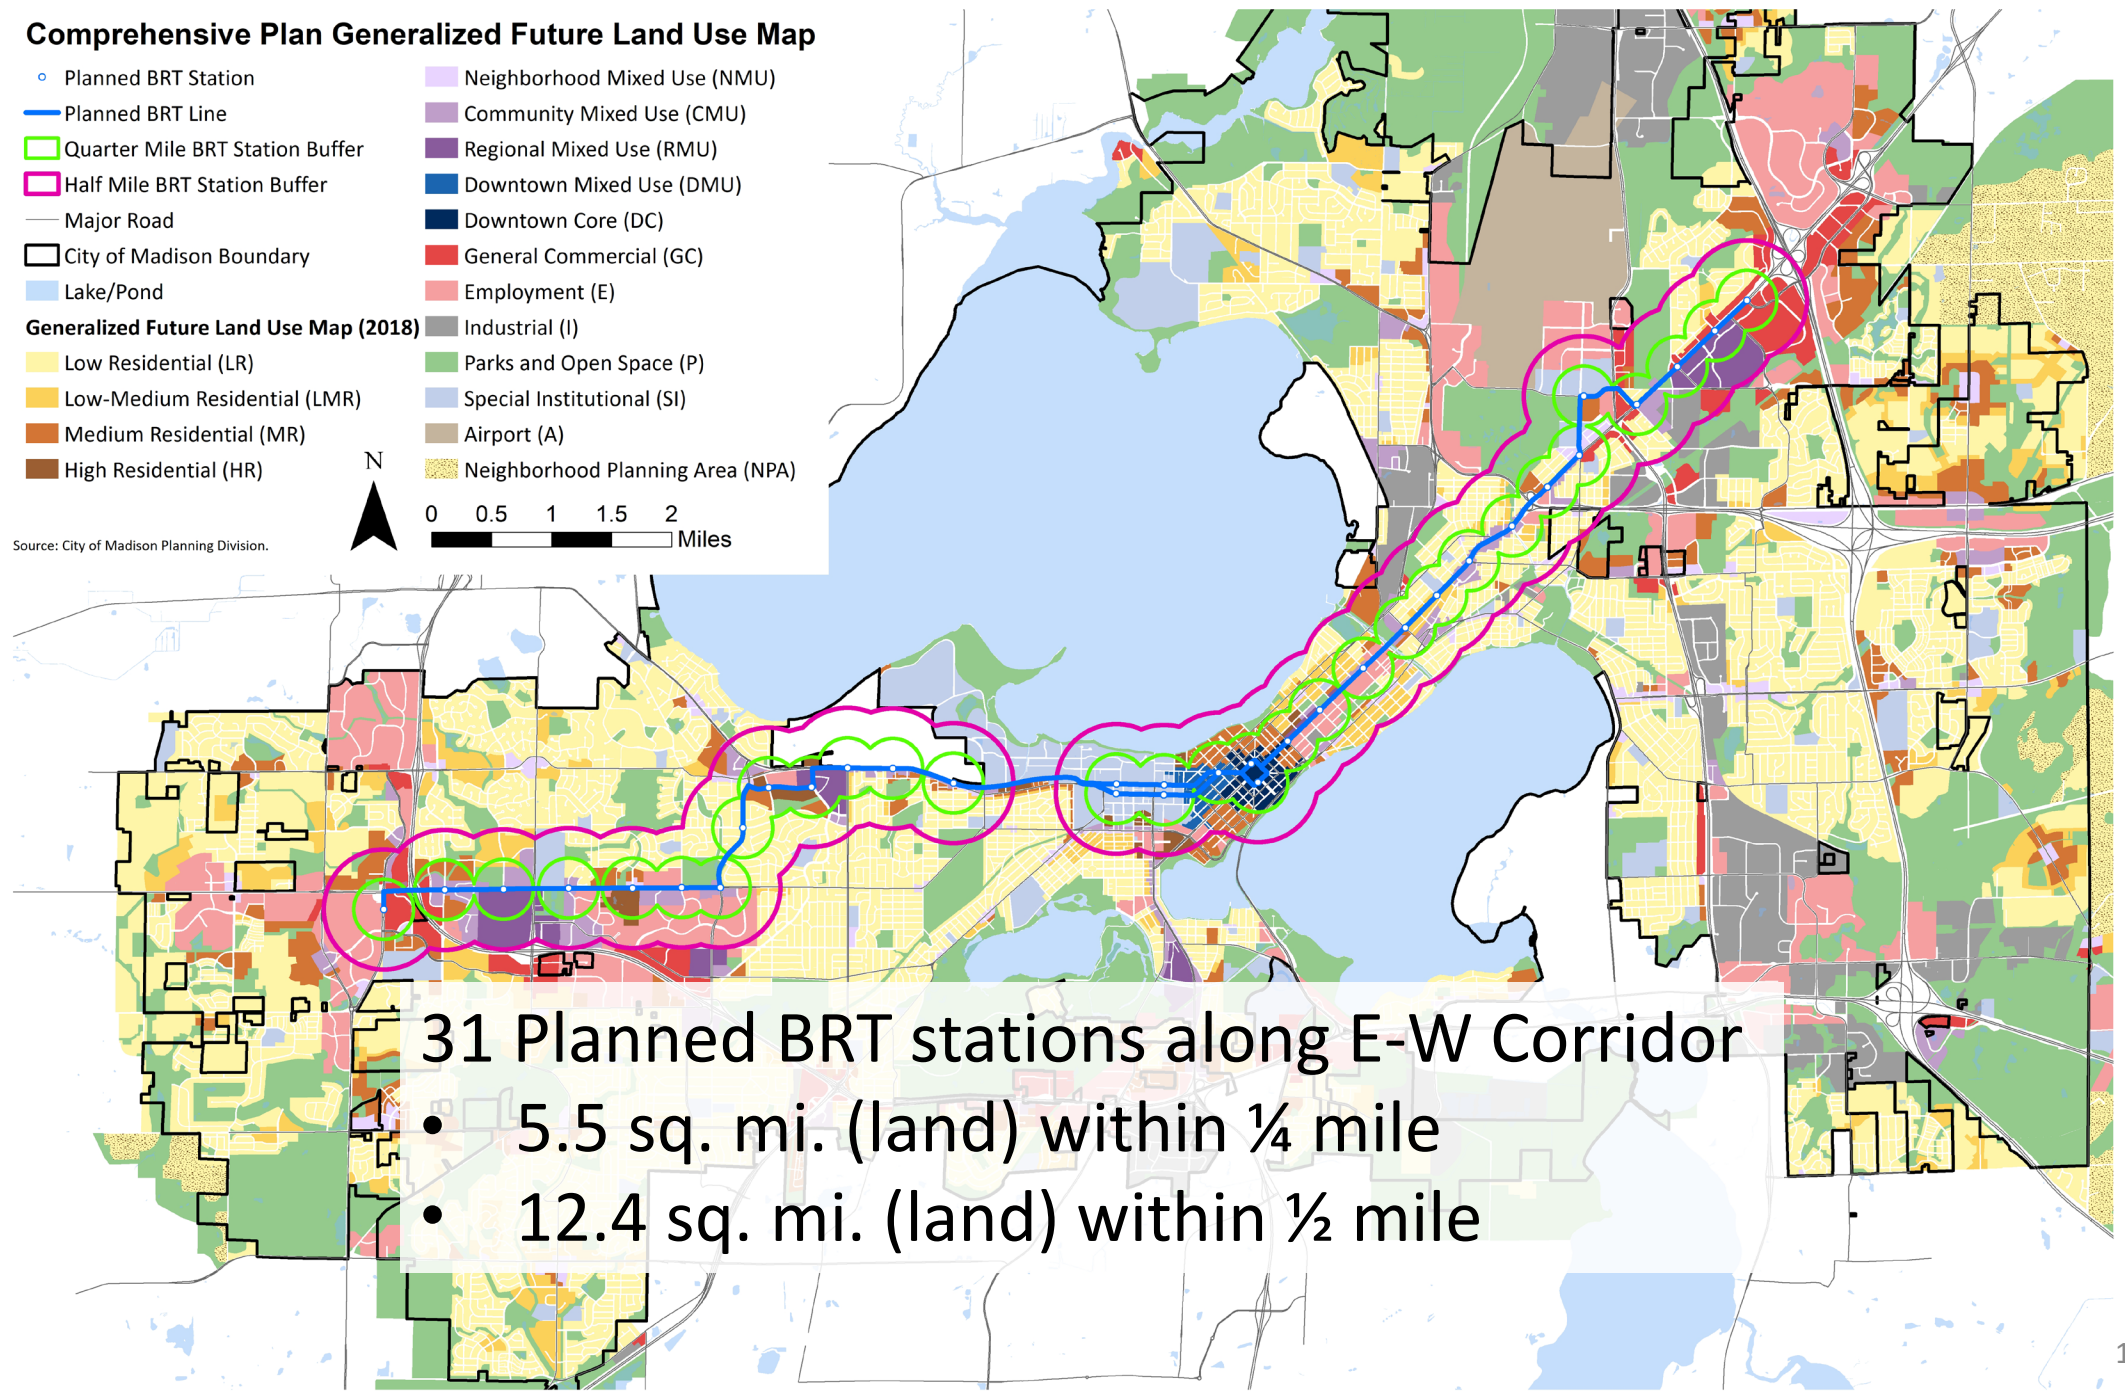 Comprehensive Plan Generalized Future Land Use Map
Planned BRT Station
Planned BRT Line
Quarter Mile BRT Station Buffer
Half Mile BRT Station Buffer
Major Road
City of Madison Boundary
Lake/Pond
Generalized Future Land Use Map (2018)
Low Residential (LR)
Low-Medium Residential (LMR)
Medium Residential (MR)
High Residential (HR)
Neighborhood Mixed Use (NMU)
Community Mixed Use (CMU)
Regional Mixed Use (RMU)
Downtown Mixed Use (DMU)
Downtown Core (DC)
General Commercial (GC)
Employment (E)
Industrial (I)
Parks and Open Space (P)
Special Institutional (SI)
Airport (A)
Neighborhood Planning Area (NPA)
N
0 0.5 1 1.5 2
Miles
Source: City of Madison Planning Division.
31 Planned BRT stations along E-W Corridor
• 5.5 sq. mi. (land) within ¼ mile
• 12.4 sq. mi. (land) within ½ mile